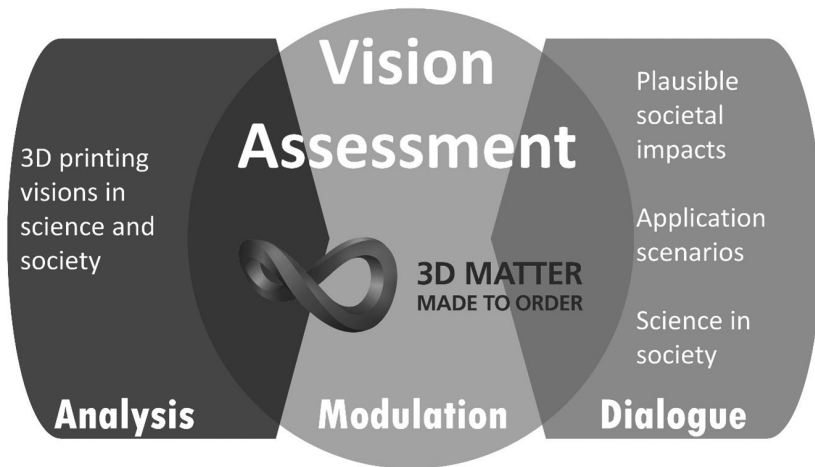 Vision
Assessment
3D printing
visions in
science and
society
3D MATTER
MADE TO ORDER
Plausible
societal
impacts
Application
scenarios
Science in
society
Analysis
Modulation
Dialogue